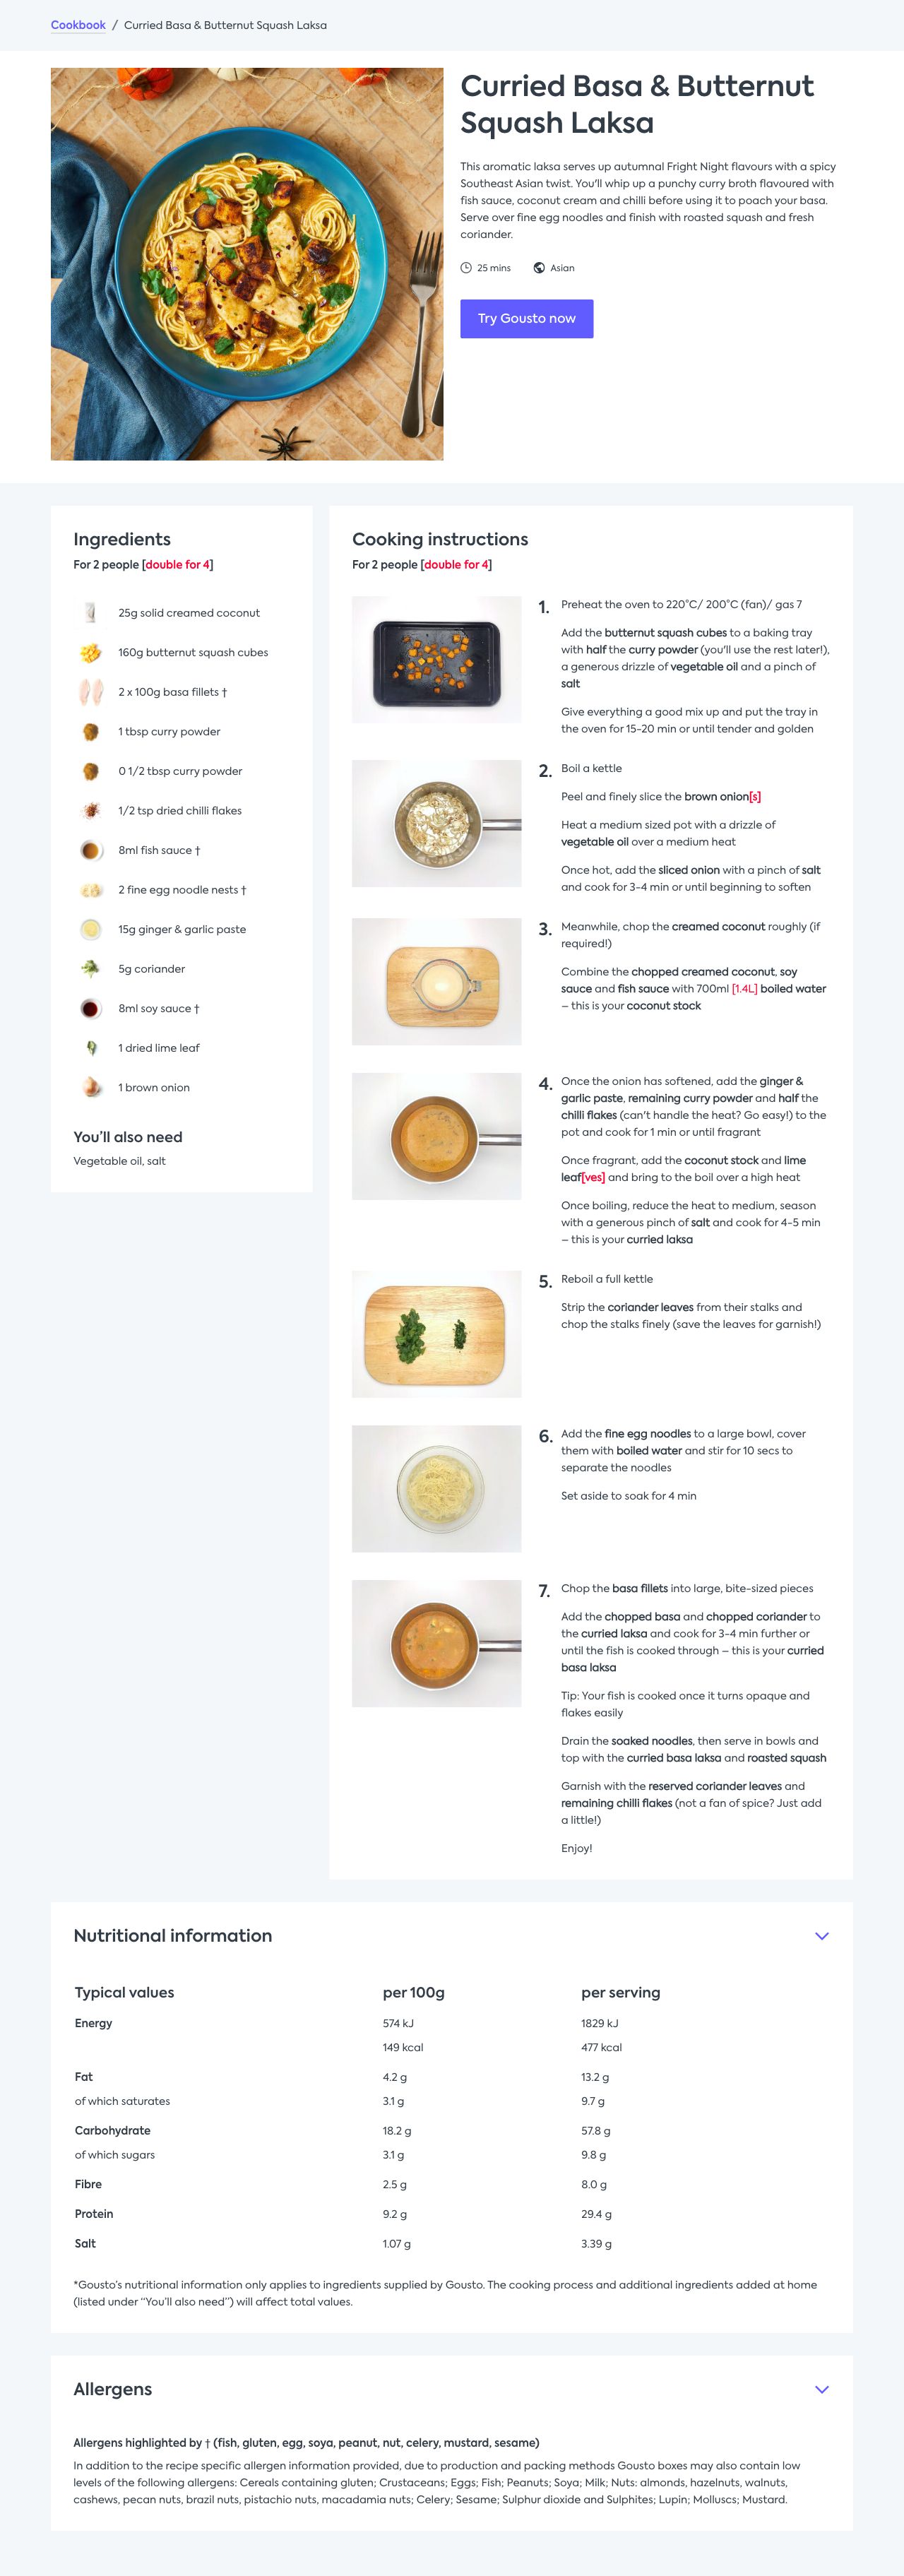 Cookbook / Curried Basa & Butternut Squash Laksa
Curried Basa & Butternut
Squash Laksa
This aromatic laksa serves up autumnal Fright Night flavours with a spicy
Southeast Asian twist. You'll whip up a punchy curry broth flavoured with
fish sauce, coconut cream and chilli before using it to poach your basa.
Serve over fine egg noodles and finish with roasted squash and fresh
coriander.
25 mins Asian
Try Gousto now
Ingredients
For 2 people [double for 4]
25g solid creamed coconut
160g butternut squash cubes
2 x 100g basa fillets †
1 tbsp curry powder
0 1/2 tbsp curry powder
1/2 tsp dried chilli flakes
8ml fish sauce †
2 fine egg noodle nests †
15g ginger & garlic paste
5g coriander
8ml soy sauce †
1 dried lime leaf
1 brown onion
You'll also need
Vegetable oil, salt
Cooking instructions
For 2 people [double for 4]
1. Preheat the oven to 220°C/ 200°C (fan)/ gas 7
Add the butternut squash cubes to a baking tray
with half the curry powder (you'll use the rest later!),
a generous drizzle of vegetable oil and a pinch of
salt
Give everything a good mix up and put the tray in
the oven for 15-20 min or until tender and golden
2. Boil a kettle
Peel and finely slice the brown onion[s]
Heat a medium sized pot with a drizzle of
vegetable oil over a medium heat
Once hot, add the sliced onion with a pinch of salt
and cook for 3-4 min or until beginning to soften
3. Meanwhile, chop the creamed coconut roughly (if
required!)
Combine the chopped creamed coconut, soy
sauce and fish sauce with 700ml [1.4L] boiled water
– this is your coconut stock
4. Once the onion has softened, add the ginger &
garlic paste, remaining curry powder and half the
chilli flakes (can't handle the heat? Go easy!) to the
pot and cook for 1 min or until fragrant
Once fragrant, add the coconut stock and lime
leaf[ves] and bring to the boil over a high heat
Once boiling, reduce the heat to medium, season
with a generous pinch of salt and cook for 4-5 min
– this is your curried laksa
5. Reboil a full kettle
Strip the coriander leaves from their stalks and
chop the stalks finely (save the leaves for garnish!)
6. Add the fine egg noodles to a large bowl, cover
them with boiled water and stir for 10 secs to
separate the noodles
Set aside to soak for 4 min
7. Chop the basa fillets into large, bite-sized pieces
Add the chopped basa and chopped coriander to
the curried laksa and cook for 3-4 min further or
until the fish is cooked through – this is your curried
basa laksa
Tip: Your fish is cooked once it turns opaque and
flakes easily
Drain the soaked noodles, then serve in bowls and
top with the curried basa laksa and roasted squash
Garnish with the reserved coriander leaves and
remaining chilli flakes (not a fan of spice? Just add
a little!)
Enjoy!
Nutritional information
Typical values per 100g per serving
Energy 574 kJ 1829 kJ
149 kcal 477 kcal
Fat 4.2 g 13.2 g
of which saturates 3.1 g 9.7 g
Carbohydrate 18.2 g 57.8 g
of which sugars 3.1 g 9.8 g
Fibre 2.5 g 8.0 g
Protein 9.2 g 29.4 g
Salt 1.07 g 3.39 g
*Gousto's nutritional information only applies to ingredients supplied by Gousto. The cooking process and additional ingredients added at home
(listed under "You'll also need") will affect total values.
Allergens
Allergens highlighted by † (fish, gluten, egg, soya, peanut, nut, celery, mustard, sesame)
In addition to the recipe specific allergen information provided, due to production and packing methods Gousto boxes may also contain low
levels of the following allergens: Cereals containing gluten; Crustaceans; Eggs; Fish; Peanuts; Soya; Milk; Nuts: almonds, hazelnuts, walnuts,
cashews, pecan nuts, brazil nuts, pistachio nuts, macadamia nuts; Celery; Sesame; Sulphur dioxide and Sulphites; Lupin; Molluscs; Mustard.